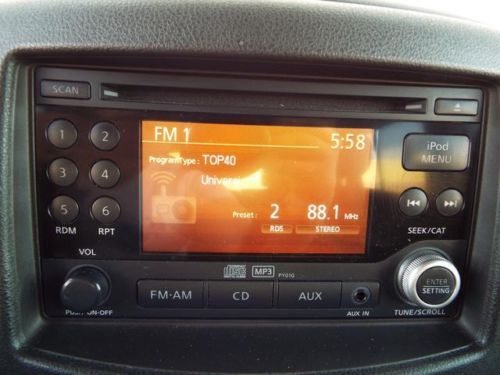 SCAN
FM 1 5:58
1 2
ProgramType : TOP40
iPod
MENU
3 4
Preset : 2 88.1 MHz
5 6
RDS STEREO
RDM RPT
SEEK/CAT
VOL
MP3 PY01G
ENTER
SETTING
FM·AM CD AUX
PUSH ON·OFF
AUX IN
TUNE/SCROLL